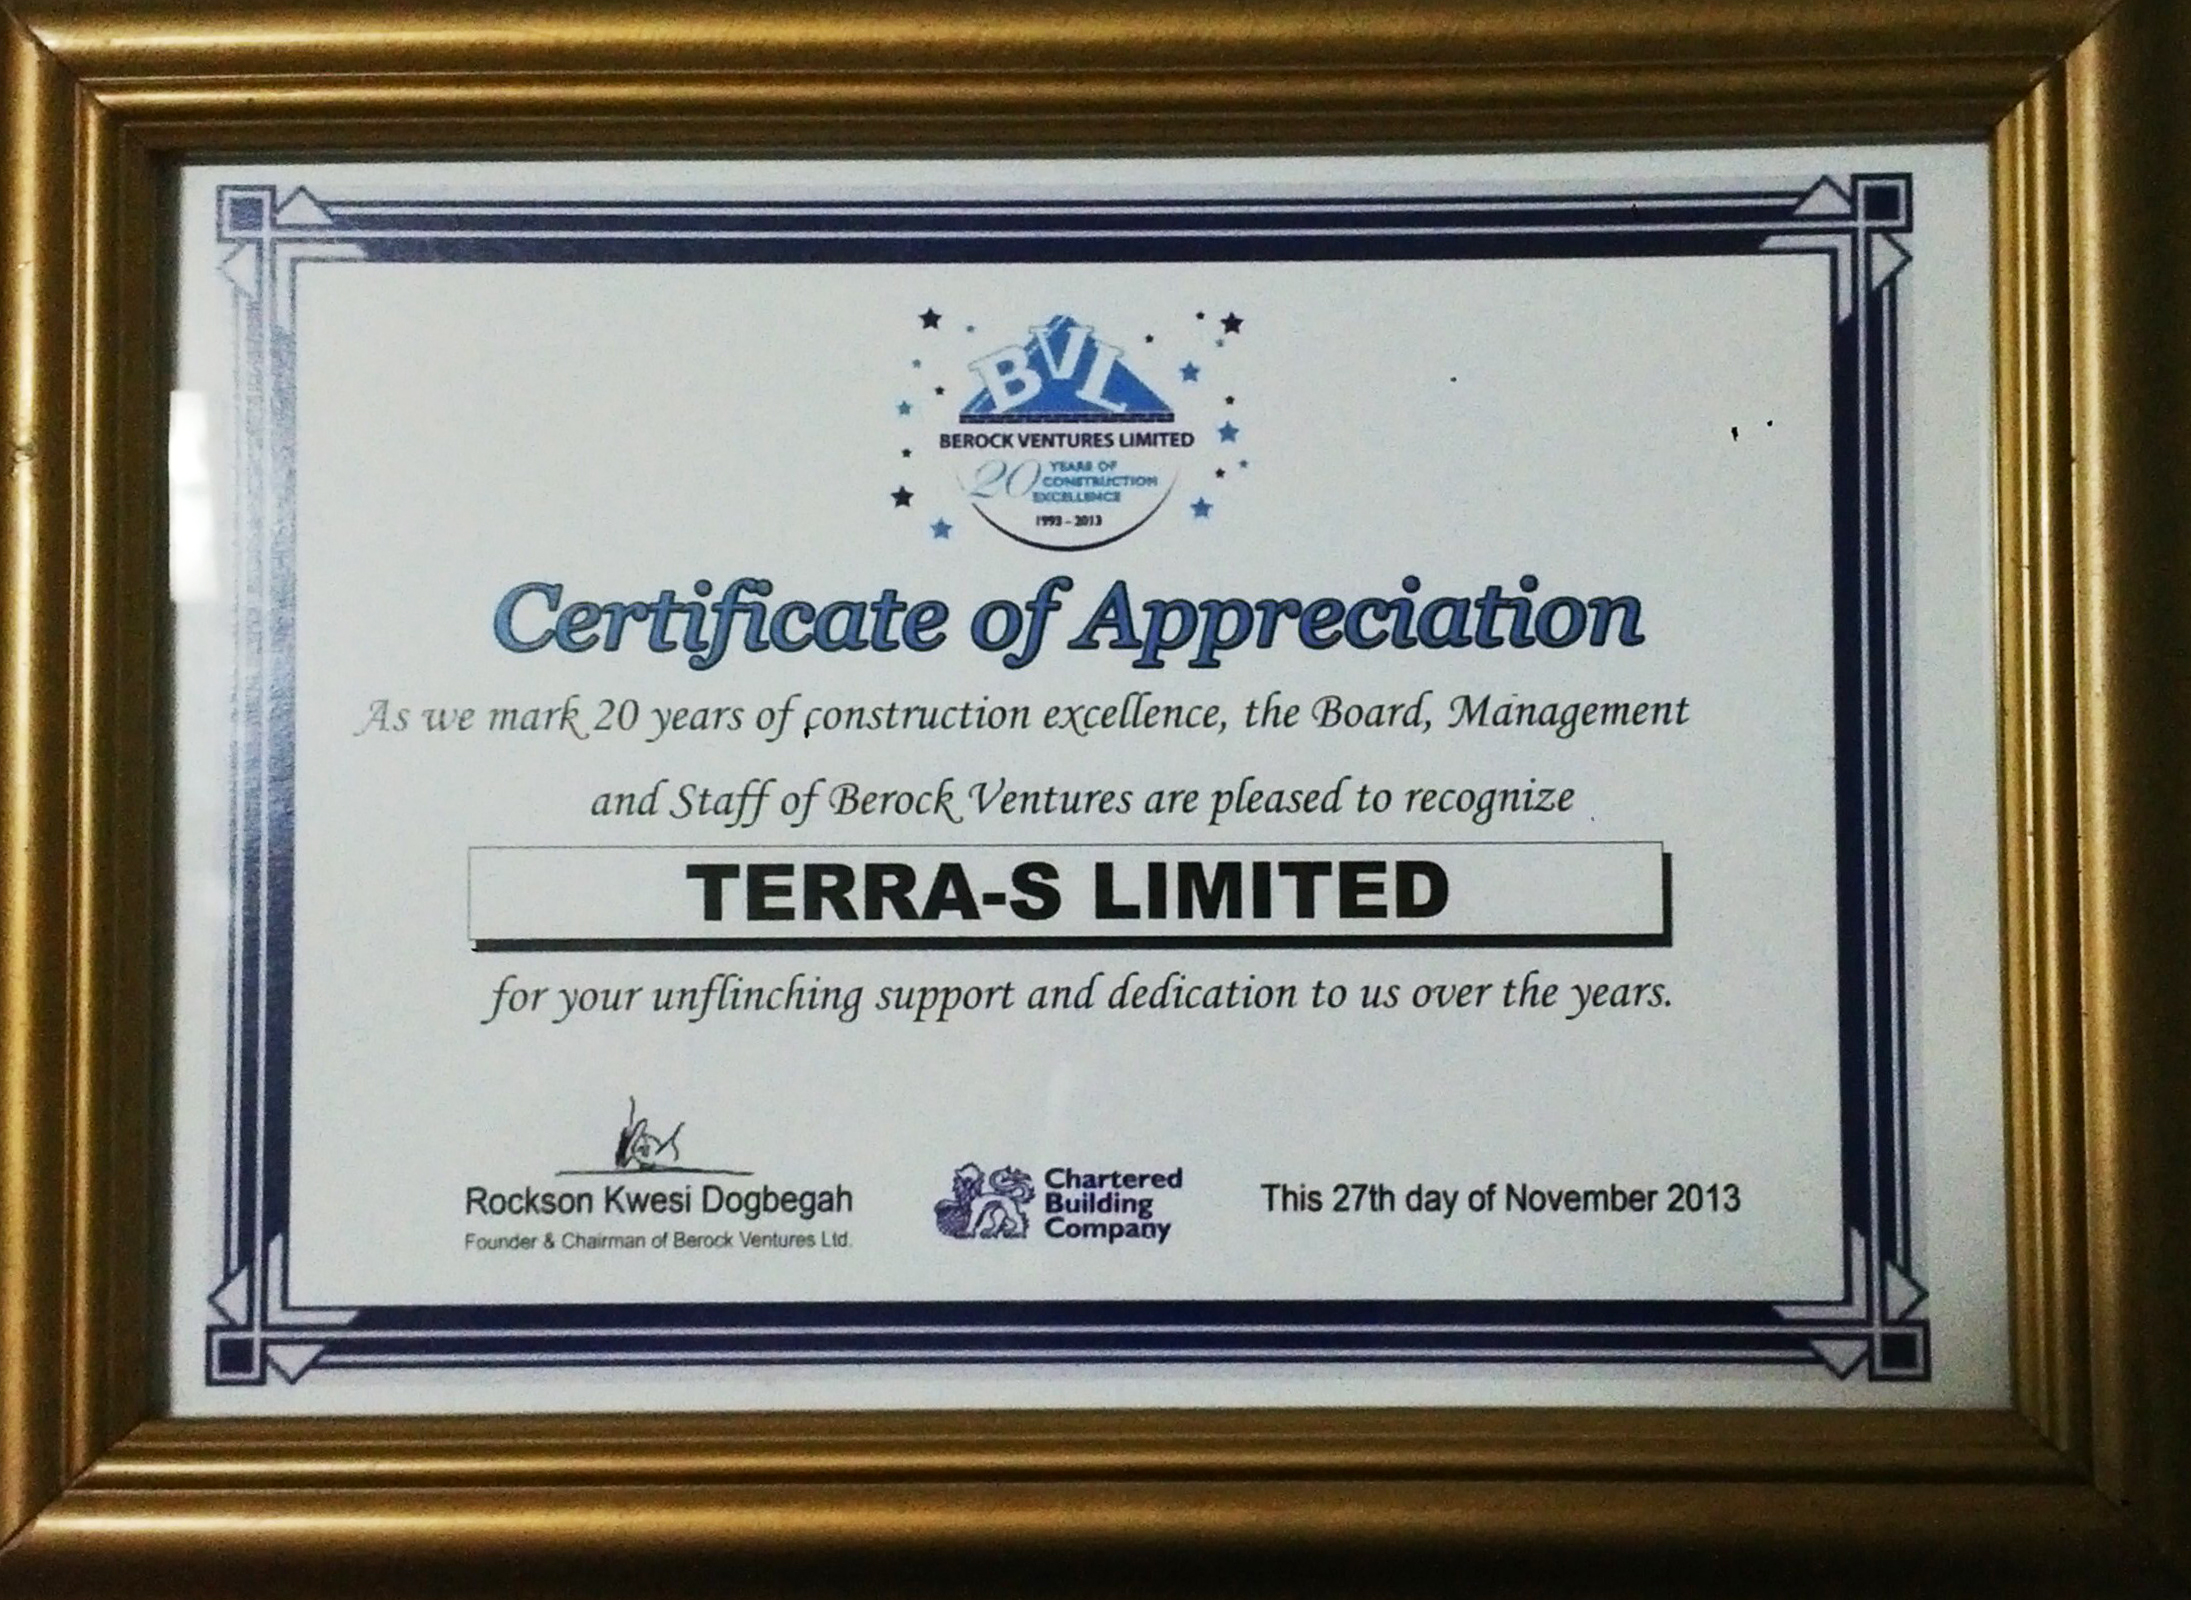 BVL
BEROCK VENTURES LIMITED
20 YEARS OF
CONSTRUCTION
EXCELLENCE
1993 - 2013
Certificate of Appreciation
As we mark 20 years of construction excellence, the Board, Management
and Staff of Berock Ventures are pleased to recognize
TERRA-S LIMITED
for your unflinching support and dedication to us over the years.
Rockson Kwesi Dogbegah
Founder & Chairman of Berock Ventures Ltd.
Chartered
Building
Company
This 27th day of November 2013